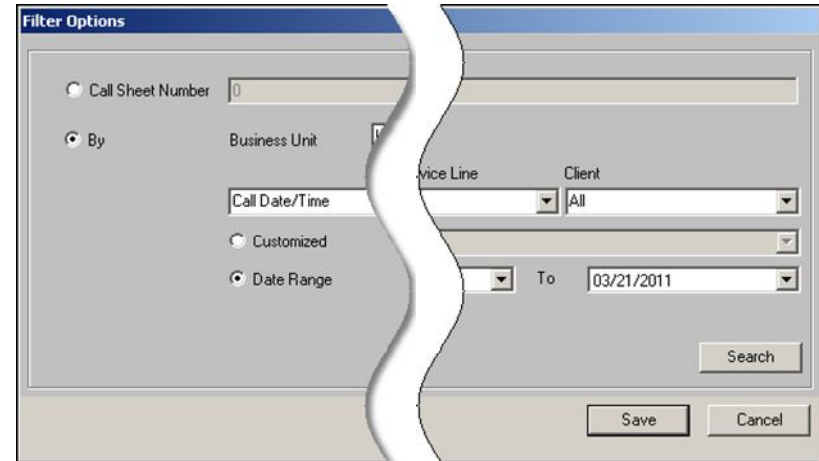 Filter Options
Call Sheet Number 0
By Business Unit
Line Client
Call Date/Time All
Customized
Date Range To 03/21/2011
Search
Save Cancel